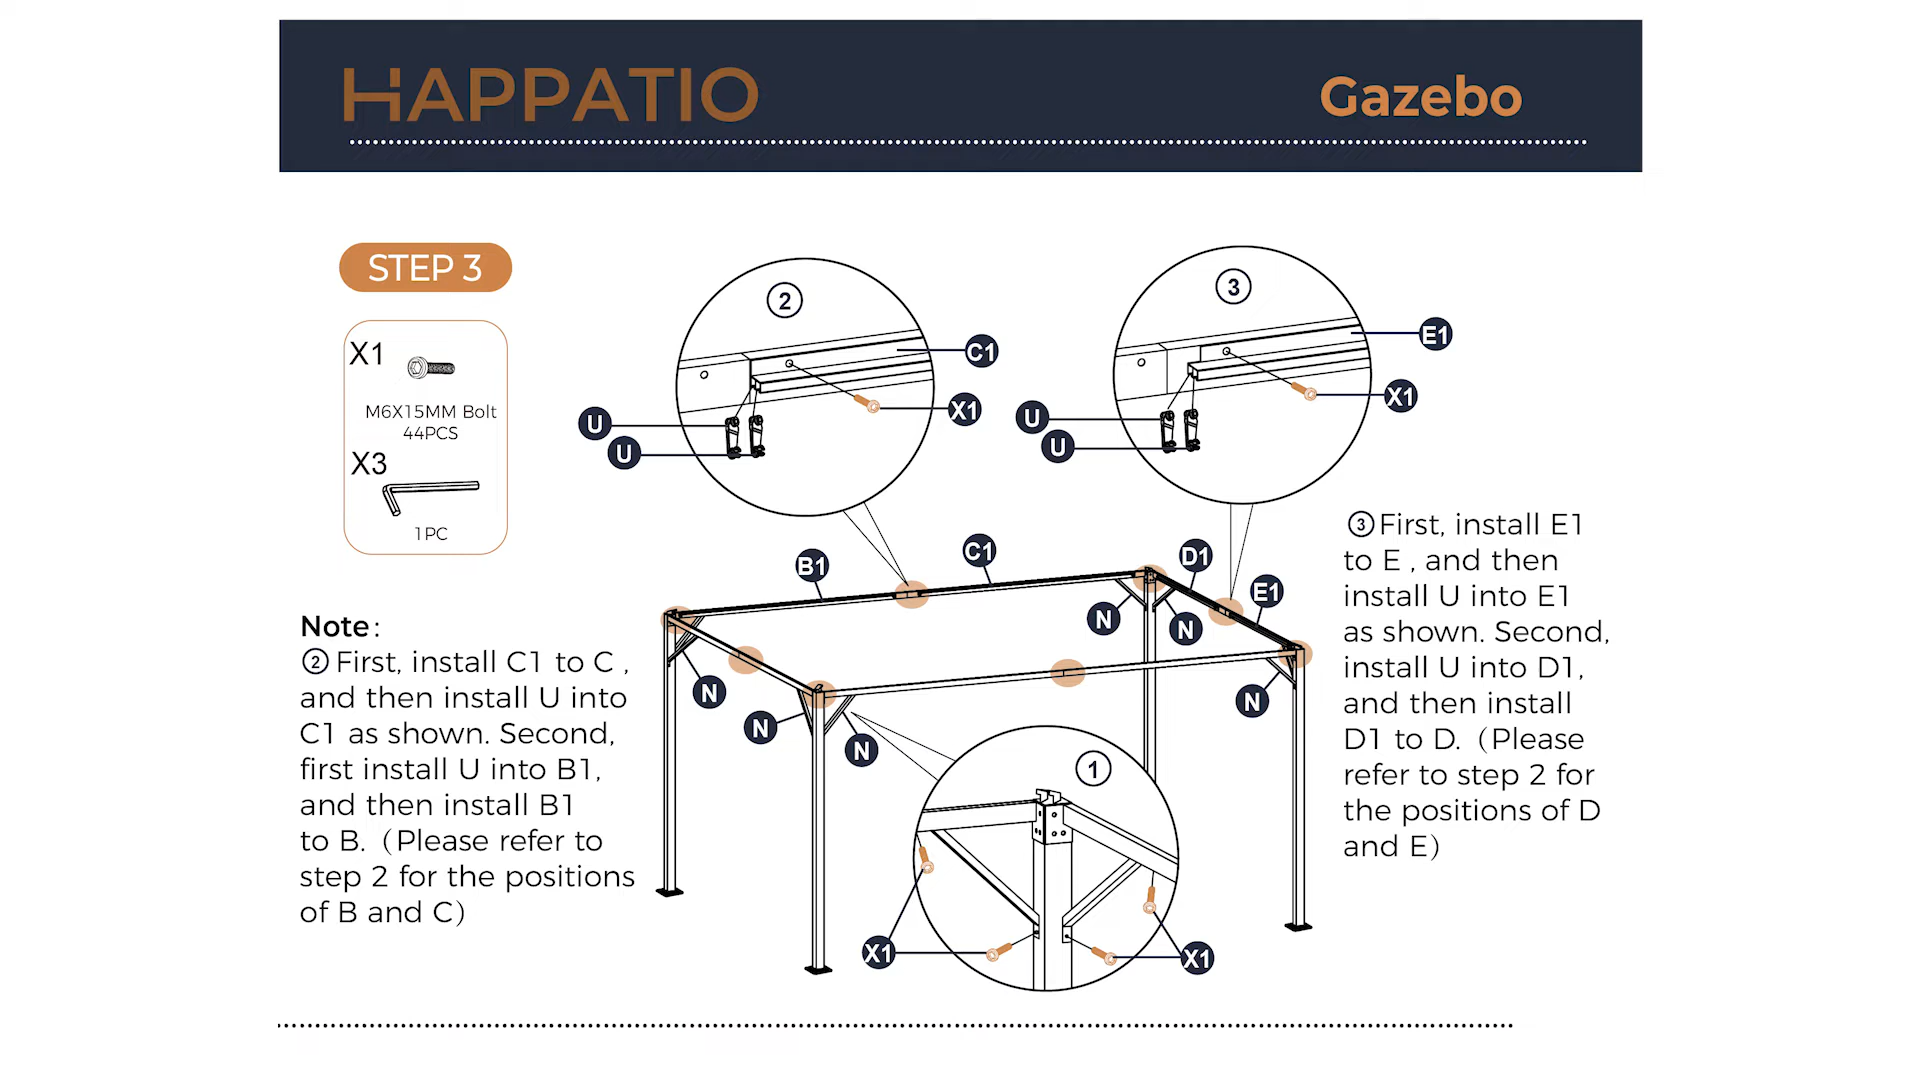 HAPPATIO
Gazebo
STEP 3
X1
M6X15MM Bolt
44PCS
X3
1PC
2
C1
X1
U
U
3
E1
X1
U
U
B1
C1
D1
E1
N
N
N
N
N
N
1
X1
X1
Note:
②First, install C1 to C ,
and then install U into
C1 as shown. Second,
first install U into B1,
and then install B1
to B.（Please refer to
step 2 for the positions
of B and C）
③First, install E1
to E , and then
install U into E1
as shown. Second,
install U into D1,
and then install
D1 to D.（Please
refer to step 2 for
the positions of D
and E）